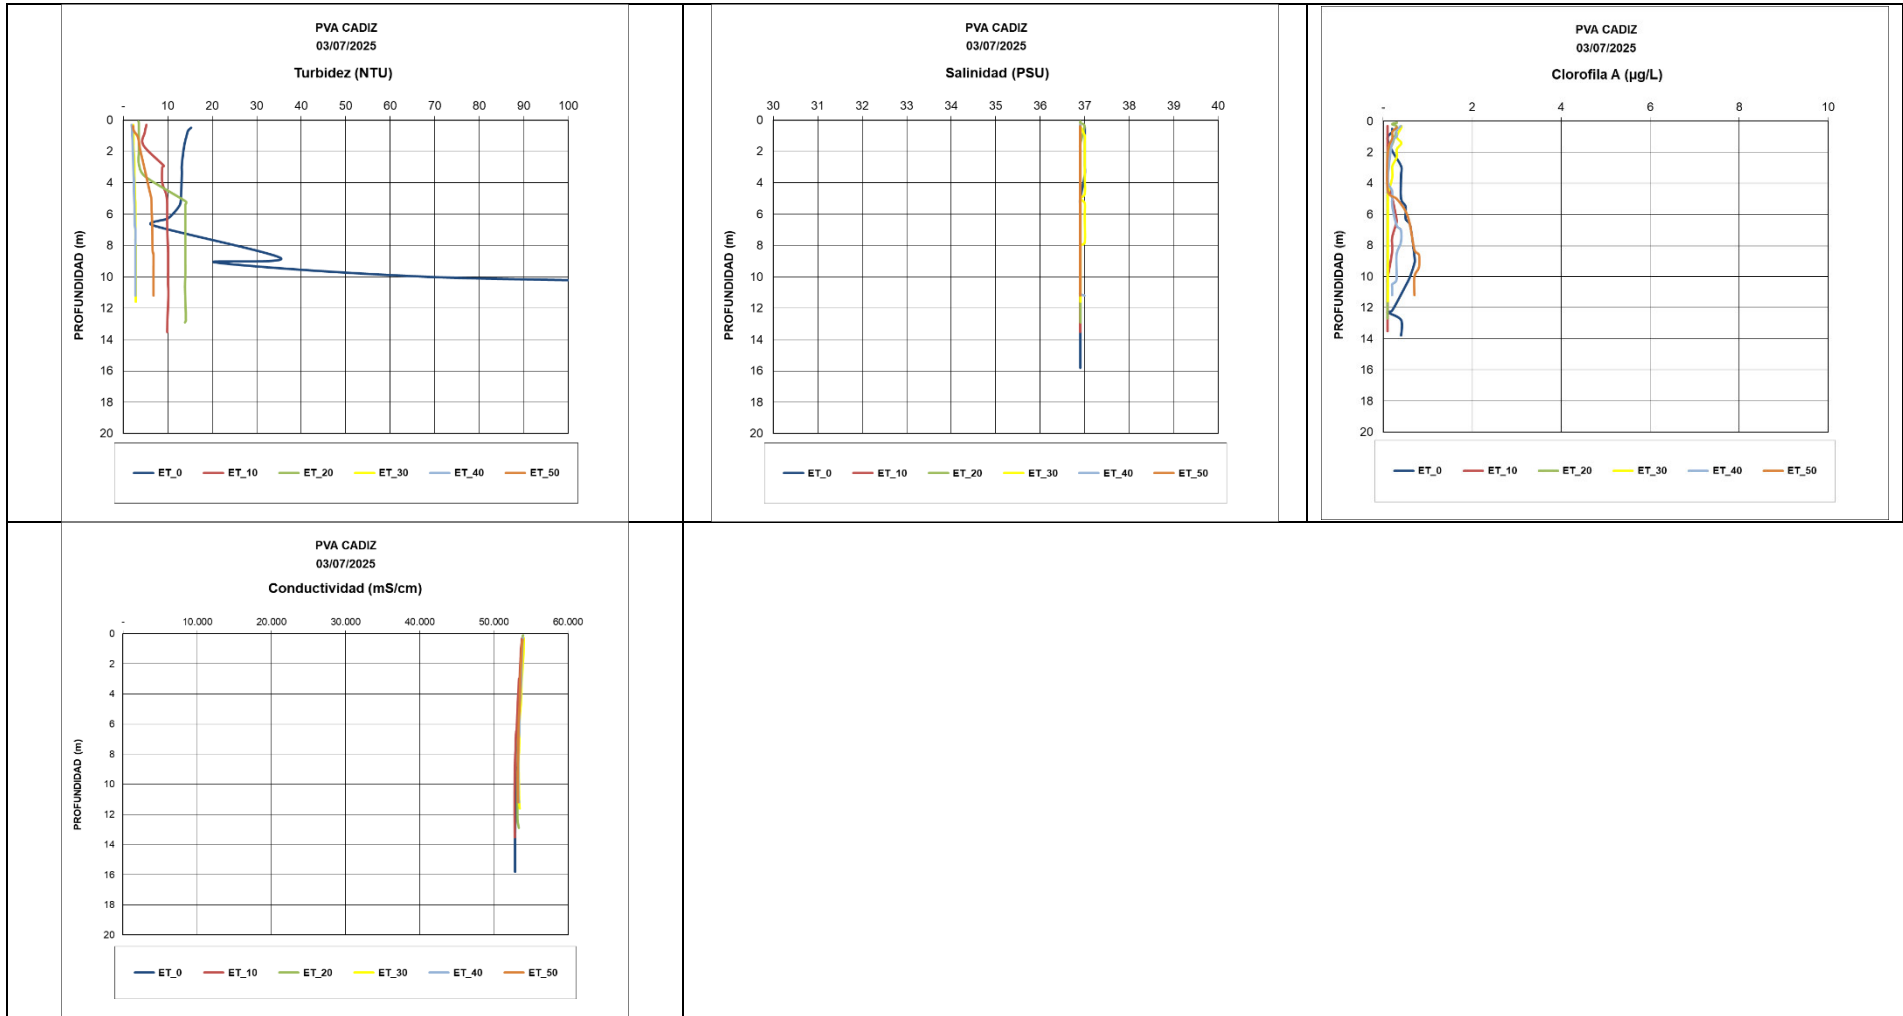 PVA CADIZ
03/07/2025
Turbidez (NTU)
- 10 20 30 40 50 60 70 80 90 100
0
2
4
6
8
10
12
14
16
18
20
PROFUNDIDAD (m)
ET_0 ET_10 ET_20 ET_30 ET_40 ET_50
PVA CADIZ
03/07/2025
Salinidad (PSU)
30 31 32 33 34 35 36 37 38 39 40
0
2
4
6
8
10
12
14
16
18
20
PROFUNDIDAD (m)
ET_0 ET_10 ET_20 ET_30 ET_40 ET_50
PVA CADIZ
03/07/2025
Clorofila A (µg/L)
- 2 4 6 8 10
0
2
4
6
8
10
12
14
16
18
20
PROFUNDIDAD (m)
ET_0 ET_10 ET_20 ET_30 ET_40 ET_50
PVA CADIZ
03/07/2025
Conductividad (mS/cm)
- 10.000 20.000 30.000 40.000 50.000 60.000
0
2
4
6
8
10
12
14
16
18
20
PROFUNDIDAD (m)
ET_0 ET_10 ET_20 ET_30 ET_40 ET_50